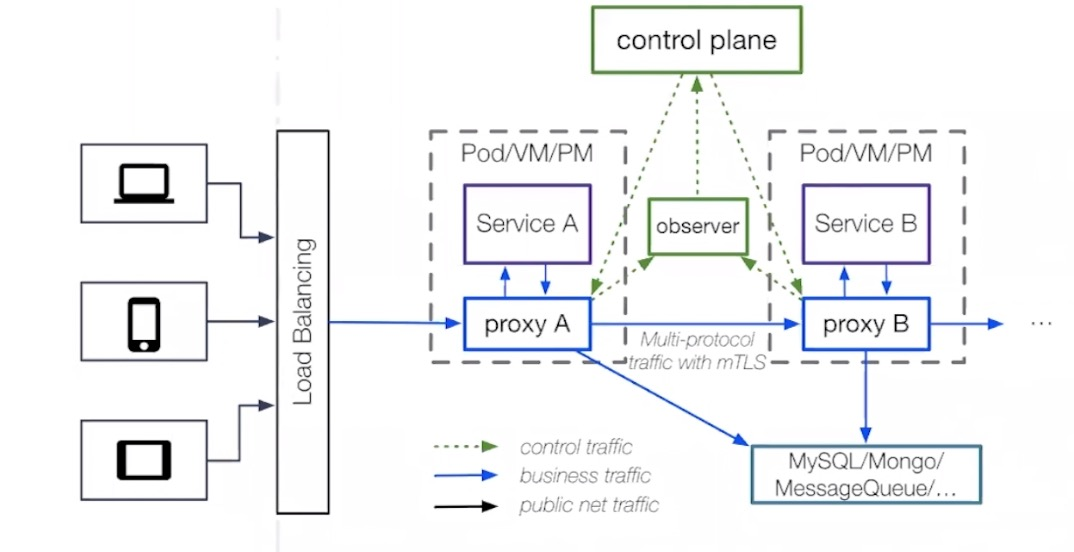 control plane
Pod/VM/PM
Pod/VM/PM
Service A
observer
Service B
Load Balancing
proxy A
proxy B
Multi-protocol
traffic with mTLS
...
control traffic
business traffic
public net traffic
MySQL/Mongo/
MessageQueue/...